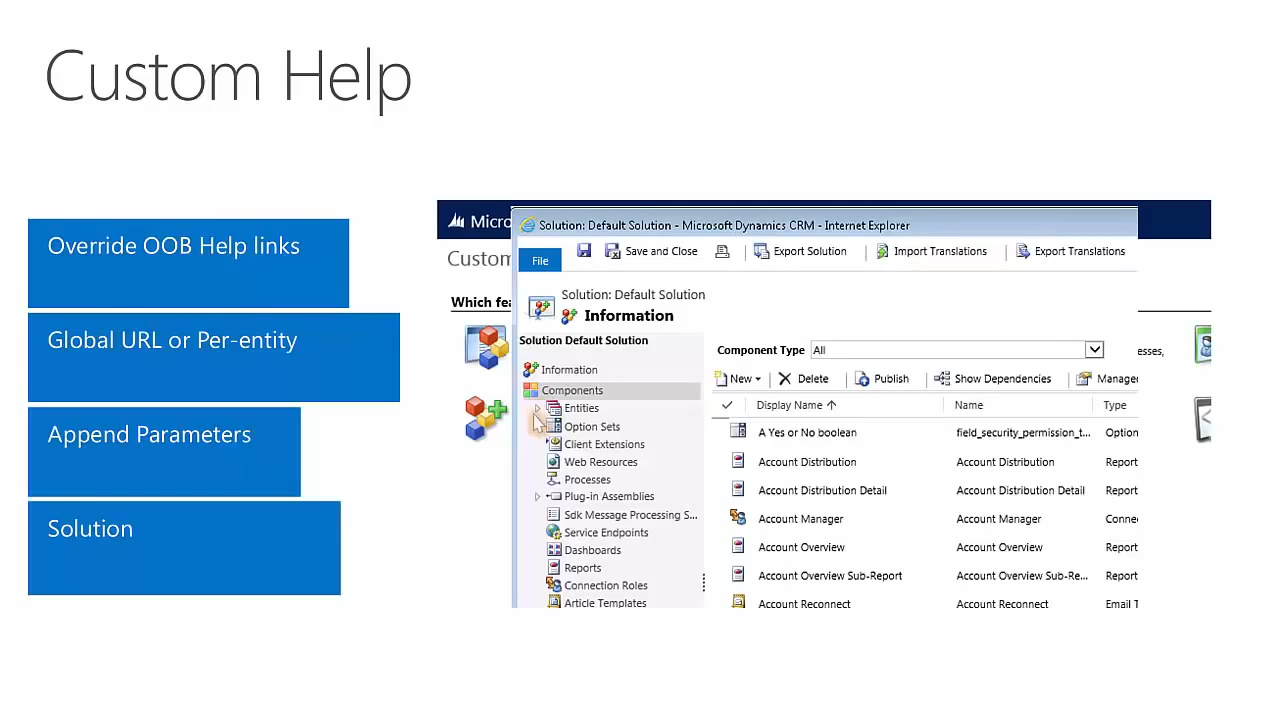 Custom Help
Override OOB Help links
Global URL or Per-entity
Append Parameters
Solution
Micro
Custom
Which fea
esses,
Solution: Default Solution - Microsoft Dynamics CRM - Internet Explorer
File
Save and Close
Export Solution
Import Translations
Export Translations
Solution: Default Solution
Information
Solution Default Solution
Information
Components
Entities
Option Sets
Client Extensions
Web Resources
Processes
Plug-in Assemblies
Sdk Message Processing S...
Service Endpoints
Dashboards
Reports
Connection Roles
Article Templates
Component Type All
New Delete Publish Show Dependencies Managed
Display Name Name Type
A Yes or No boolean field_security_permission_t... Option
Account Distribution Account Distribution Report
Account Distribution Detail Account Distribution Detail Report
Account Manager Account Manager Conne
Account Overview Account Overview Report
Account Overview Sub-Report Account Overview Sub-Re... Report
Account Reconnect Account Reconnect Email T